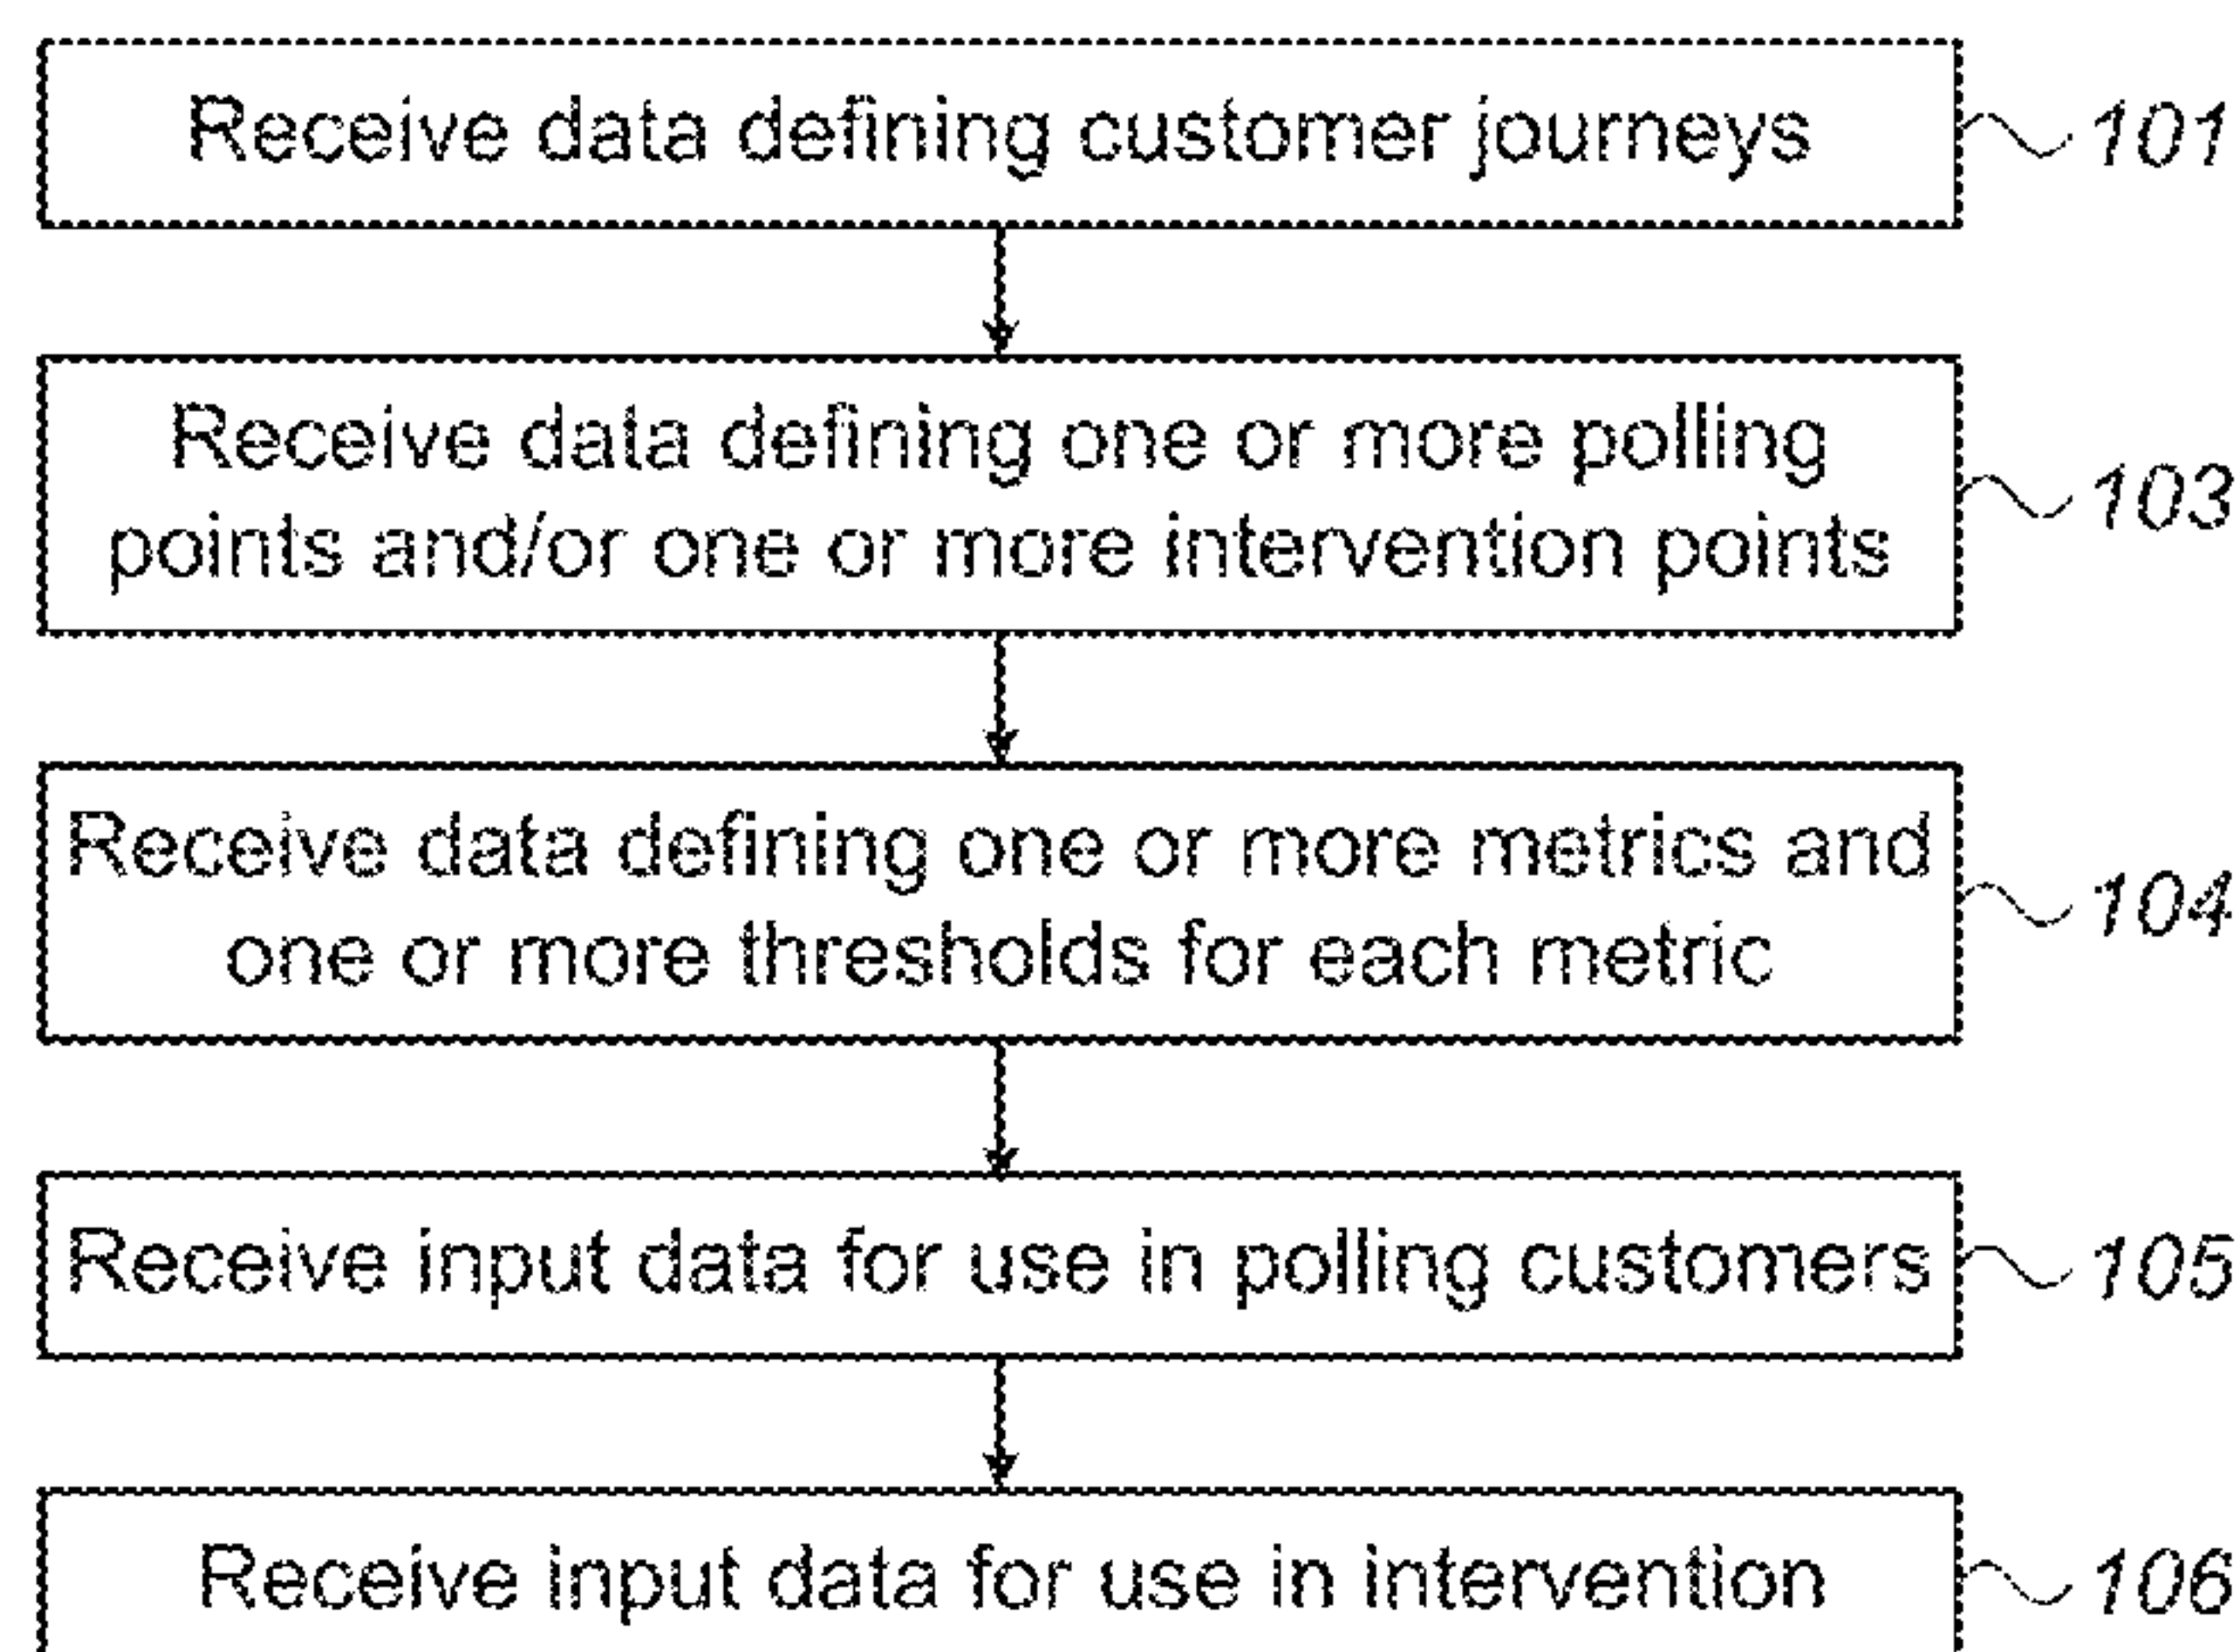 Receive data defining customer journeys 101
Receive data defining one or more polling
points and/or one or more intervention points 103
Receive data defining one or more metrics and
one or more thresholds for each metric 104
Receive input data for use in polling customers 105
Receive input data for use in intervention 106